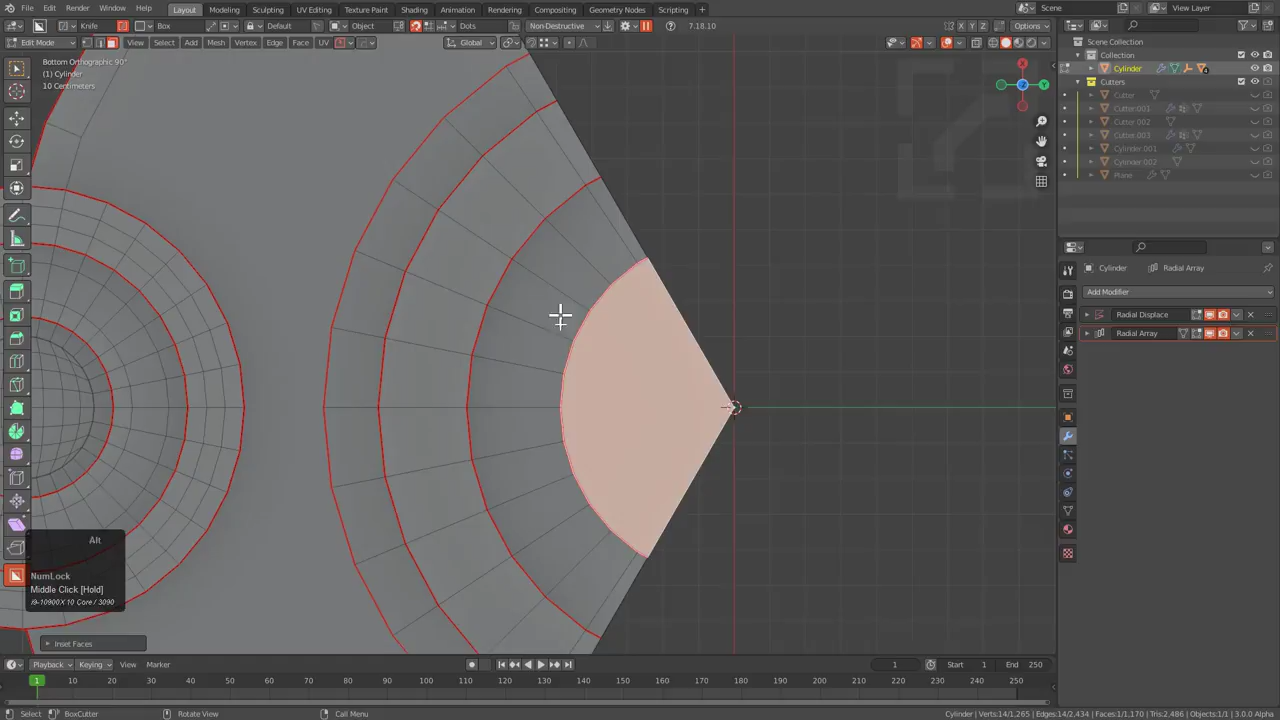 File Edit Render Window Help Layout Modeling Sculpting UV Editing Texture Paint Shading Animation Rendering Compositing Geometry Nodes Scripting + Scene View Layer
Knife Box Default Object Dots Non-Destructive 7.18.10 X Y Z Options
Edit Mode View Select Add Mesh Vertex Edge Face UV Global
Bottom Orthographic 90°
(1) Cylinder
10 Centimeters
X
Y
Scene Collection
Collection
Cylinder
Cutters
Cutter
Cutter.001
Cutter.002
Cutter.003
Cylinder.001
Cylinder.002
Plane
Cylinder Radial Array
Add Modifier
Radial Displace
Radial Array
Alt
NumLock
Middle Click [Hold]
i9-10900X 10 Core / 3090
Inset Faces
Playback Keying View Marker 1 Start 1 End 250
1 10 20 30 40 50 60 70 80 90 100 110 120 130 140 150 160 170 180 190 200 210 220 230 240 250
Select BoxCutter Rotate View Call Menu Cylinder | Verts:14/1,265 | Edges:14/2,434 | Faces:1/1,170 | Tris:2,486 | Objects:1/1 | 3.0.0 Alpha